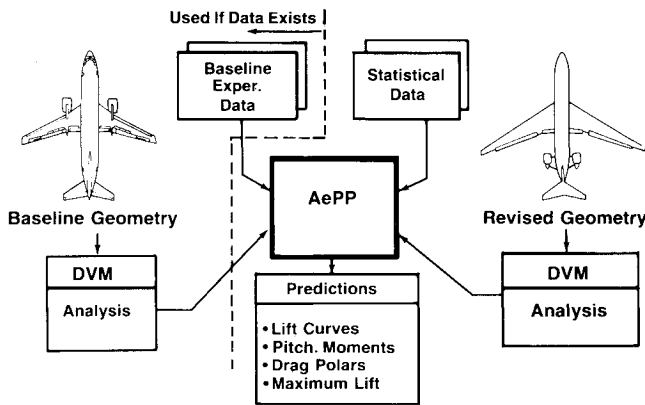 Used If Data Exists
Baseline
Exper.
Data
Statistical
Data
AePP
Baseline Geometry
Revised Geometry
DVM
Analysis
DVM
Analysis
Predictions
•Lift Curves
•Pitch. Moments
•Drag Polars
•Maximum Lift